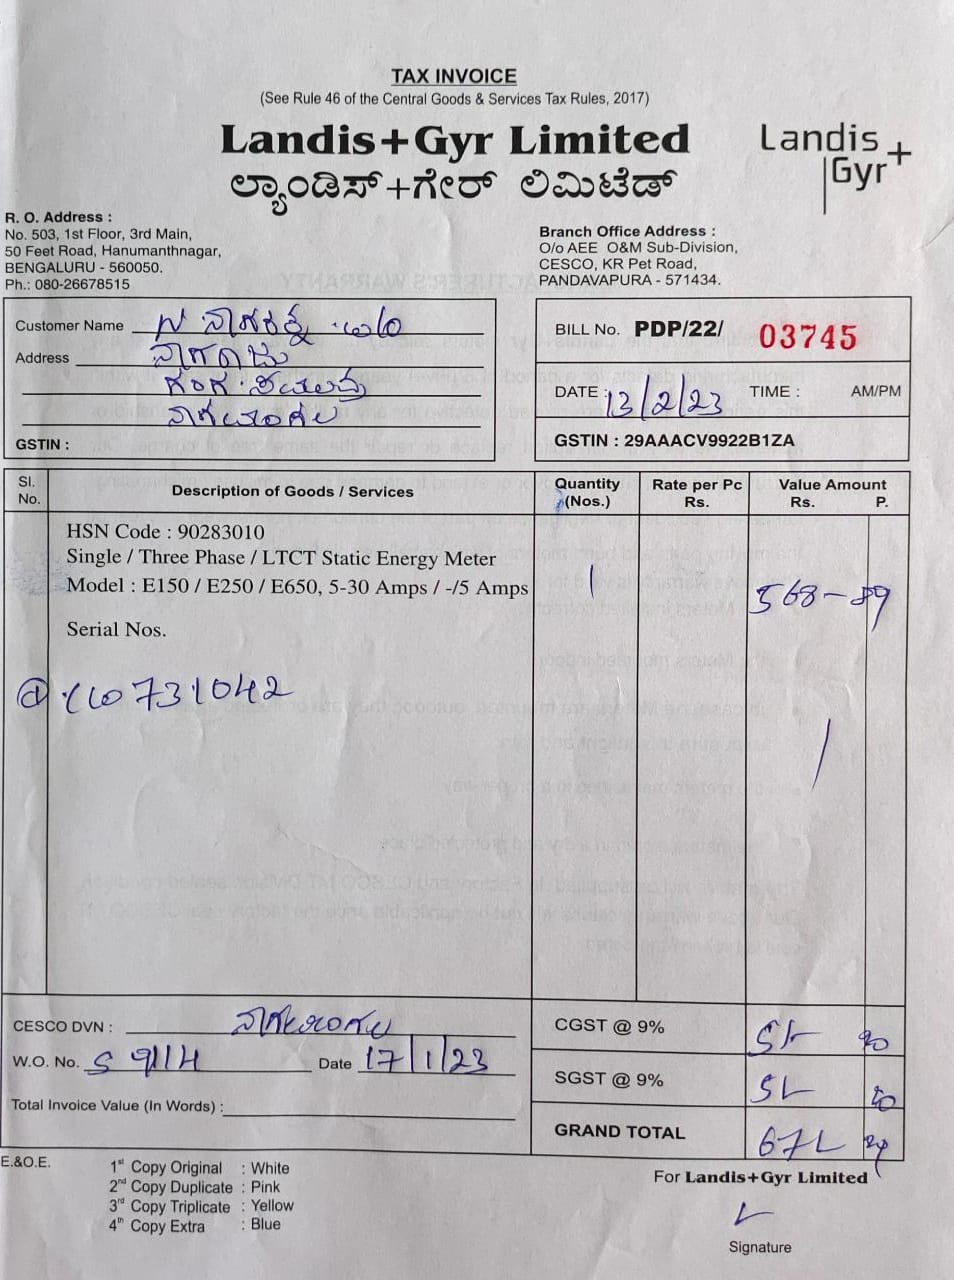 TAX INVOICE
(See Rule 46 of the Central Goods & Services Tax Rules, 2017)
Landis+Gyr Limited
ಲ್ಯಾಂಡಿಸ್+ಗೇರ್ ಲಿಮಿಟೆಡ್
Landis
Gyr+
R. O. Address :
No. 503, 1st Floor, 3rd Main,
50 Feet Road, Hanumanthnagar,
BENGALURU - 560050.
Ph.: 080-26678515
Branch Office Address :
O/o AEE O&M Sub-Division,
CESCO, KR Pet Road,
PANDAVAPURA - 571434.
Customer Name
Address
GSTIN :
BILL No. PDP/22/ 03745
DATE : 13/2/23 TIME : AM/PM
GSTIN : 29AAACV9922B1ZA
Sl. No. Description of Goods / Services Quantity (Nos.) Rate per Pc Rs. Value Amount Rs. P.
HSN Code : 90283010
Single / Three Phase / LTCT Static Energy Meter
Model : E150 / E250 / E650, 5-30 Amps / -/5 Amps 1 568-89
Serial Nos.
731042
CESCO DVN :
W.O. No. Date 17/1/23
Total Invoice Value (In Words) :
CGST @ 9% 20
SGST @ 9% 20
GRAND TOTAL
E.&O.E.
1st Copy Original : White
2nd Copy Duplicate : Pink
3rd Copy Triplicate : Yellow
4th Copy Extra : Blue
For Landis+Gyr Limited
Signature